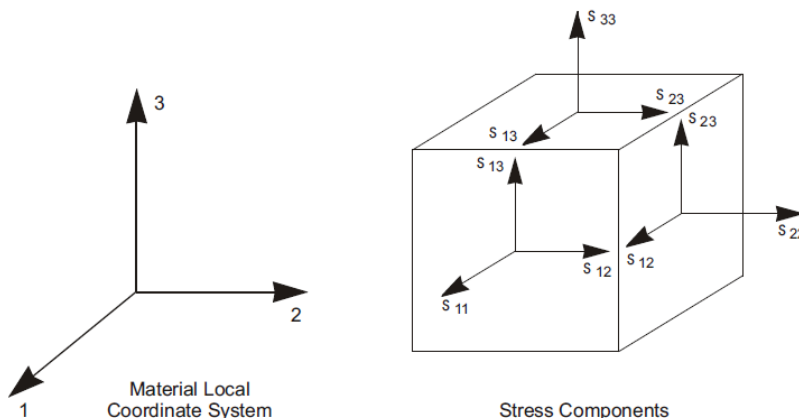 S 33
3
S 23
S 13
S 23
S 13
S 22
S 12
S 12
2
S 11
1
Material Local
Coordinate System
Stress Components